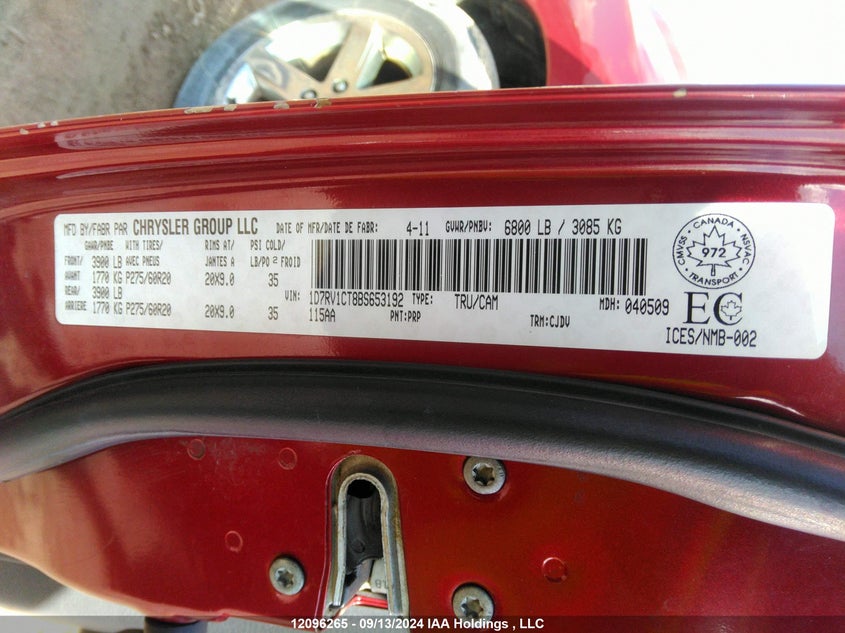 MFD BY/FABR PAR CHRYSLER GROUP LLC DATE OF MFR/DATE DE FABR: 4-11 GVWR/PNBV: 6800 LB / 3085 KG
GAWR/PNBE WITH TIRES/ RIMS AT/ PSI COLD/
FRONT/ 3900 LB AVEC PNEUS JANTES A LB/PO² FROID
AVANT 1770 KG P275/60R20 20X9.0 35
REAR/ 3900 LB
ARRIERE 1770 KG P275/60R20 20X9.0 35
VIN: 1D7RV1CT8BS653192 TYPE: TRU/CAM MDH: 040509
115AA PNT:PRP TRM:CJDV
CANADA
CMVSS 972 NSVAC
TRANSPORT
EC
ICES/NMB-002
12096265 - 09/13/2024 IAA Holdings , LLC